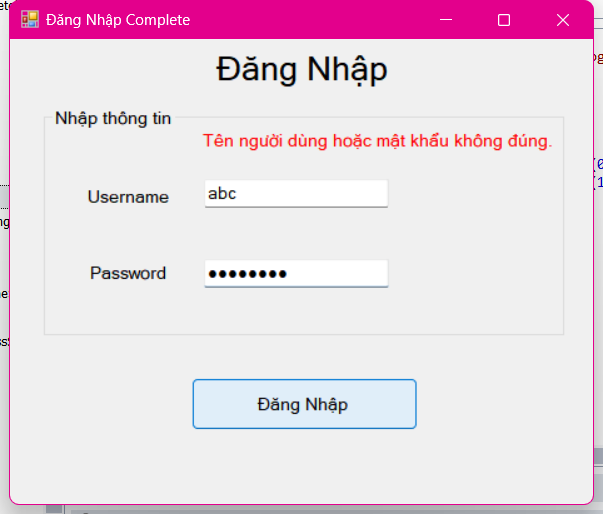 Đăng Nhập Complete
Đăng Nhập
Nhập thông tin
Tên người dùng hoặc mật khẩu không đúng.
Username
abc
Password
••••••••
Đăng Nhập